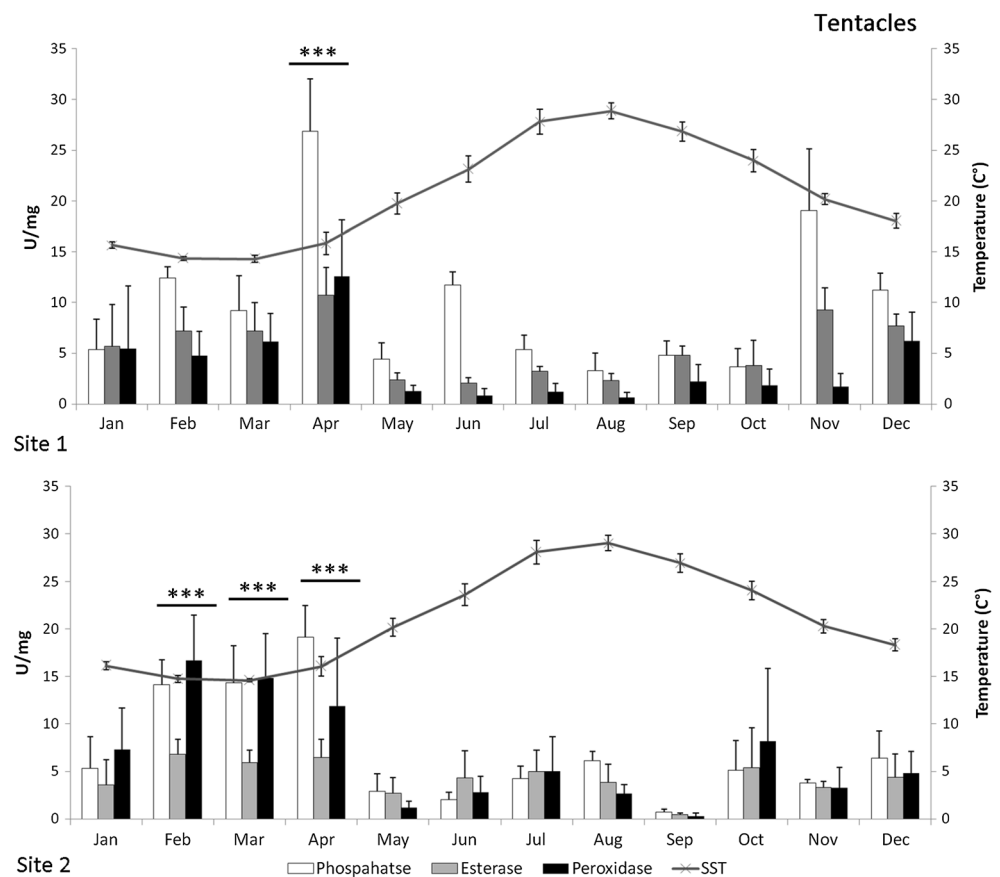 Tentacles
***
35 30 25 20 15 10 5 0
U/mg
35 30 25 20 15 10 5 0
Temperature (C°)
Jan Feb Mar Apr May Jun Jul Aug Sep Oct Nov Dec
Site 1
*** *** ***
35 30 25 20 15 10 5 0
U/mg
35 30 25 20 15 10 5 0
Temperature (C°)
Jan Feb Mar Apr May Jun Jul Aug Sep Oct Nov Dec
Site 2
Phospahatse Esterase Peroxidase SST